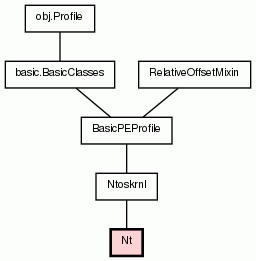 obj.Profile
basic.BasicClasses
RelativeOffsetMixin
BasicPEProfile
Ntoskrnl
Nt